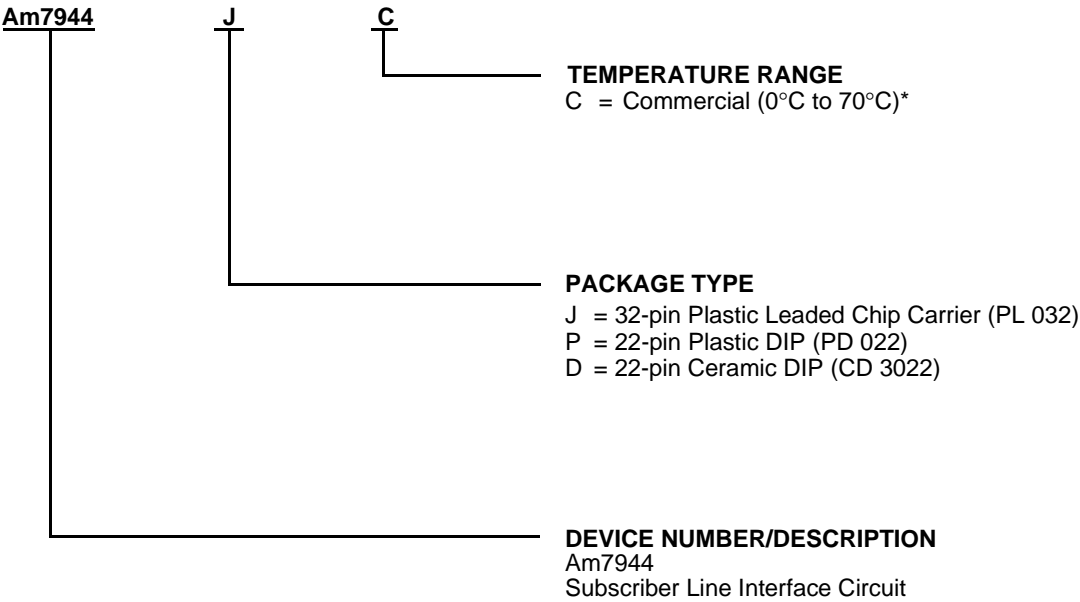 Am7944 J C
TEMPERATURE RANGE
C = Commercial (0°C to 70°C)*
PACKAGE TYPE
J = 32-pin Plastic Leaded Chip Carrier (PL 032)
P = 22-pin Plastic DIP (PD 022)
D = 22-pin Ceramic DIP (CD 3022)
DEVICE NUMBER/DESCRIPTION
Am7944
Subscriber Line Interface Circuit